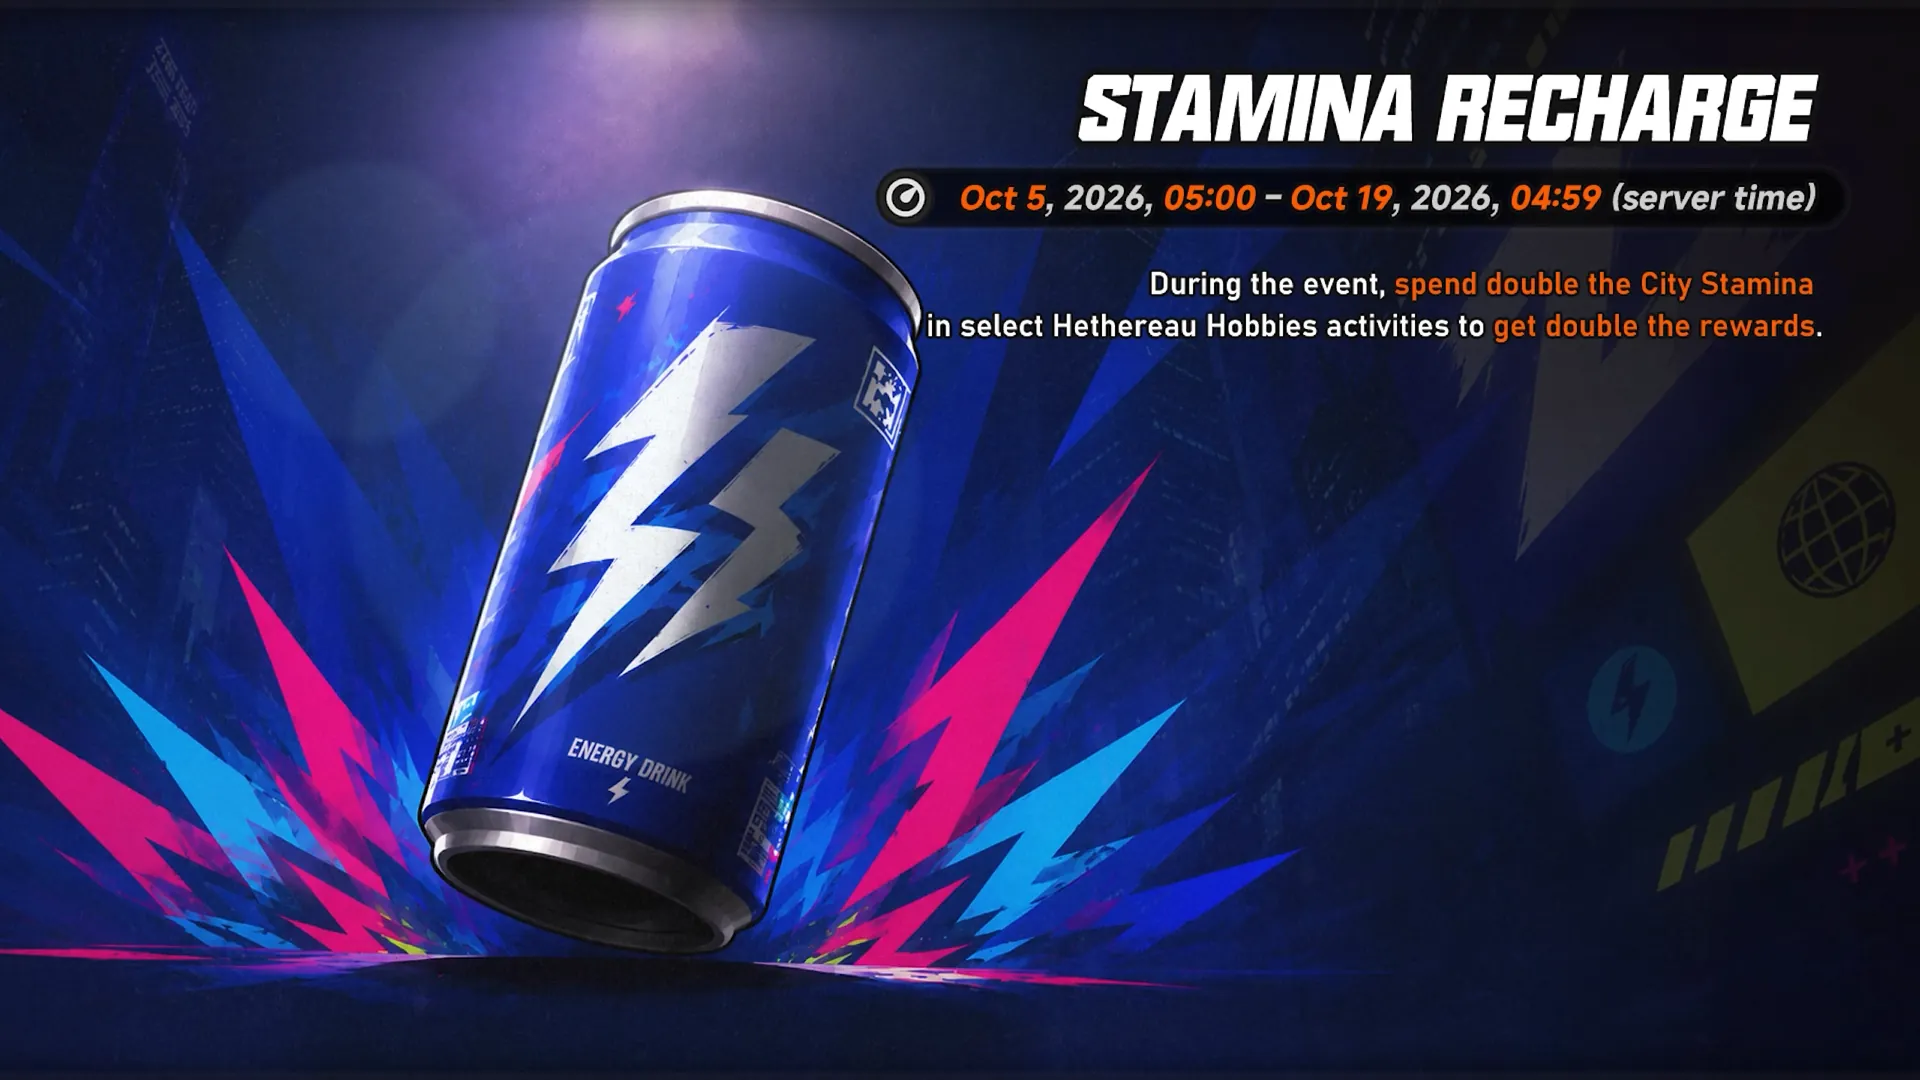 STAMINA RECHARGE
Oct 5, 2026, 05:00 – Oct 19, 2026, 04:59 (server time)
During the event, spend double the City Stamina
in select Hethereau Hobbies activities to get double the rewards.
ENERGY DRINK